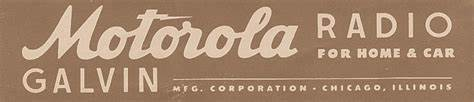 Motorola RADIO
FOR HOME & CAR
GALVIN MFG. CORPORATION - CHICAGO, ILLINOIS